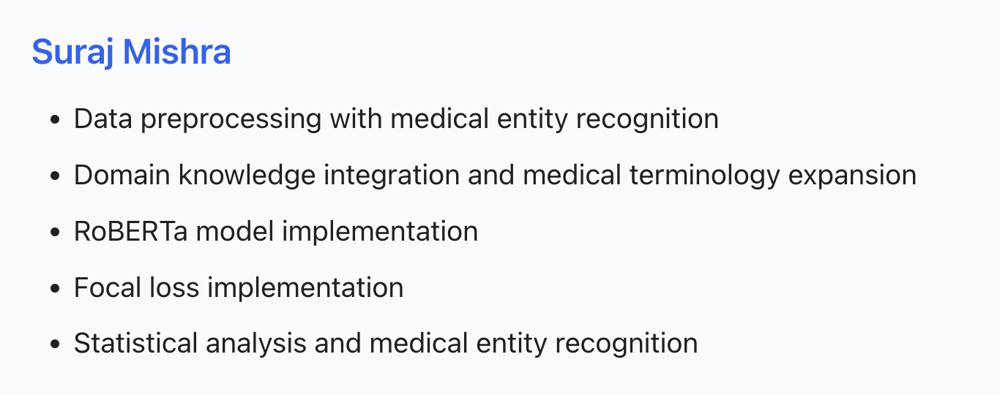 Suraj Mishra
• Data preprocessing with medical entity recognition
• Domain knowledge integration and medical terminology expansion
• RoBERTa model implementation
• Focal loss implementation
• Statistical analysis and medical entity recognition